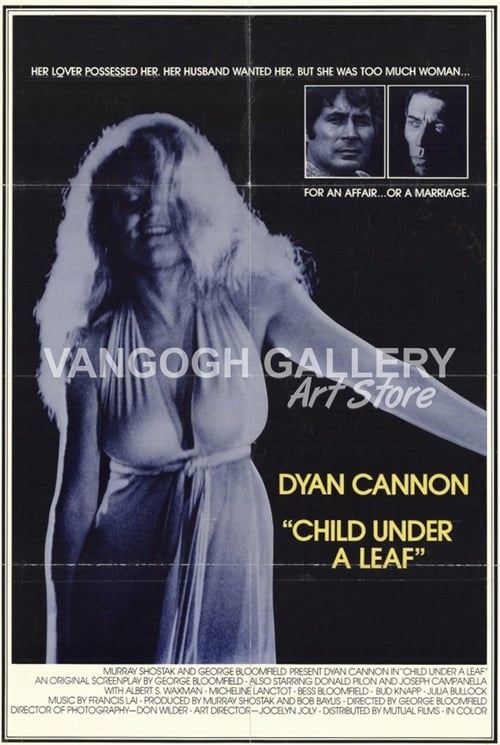 HER LOVER POSSESSED HER. HER HUSBAND WANTED HER. BUT SHE WAS TOO MUCH WOMAN...
FOR AN AFFAIR...OR A MARRIAGE.
VANGOGH GALLERY
Art Store
DYAN CANNON
"CHILD UNDER
A LEAF"
MURRAY SHOSTAK AND GEORGE BLOOMFIELD PRESENT DYAN CANNON IN "CHILD UNDER A LEAF"
AN ORIGINAL SCREENPLAY BY GEORGE BLOOMFIELD · ALSO STARRING DONALD PILON AND JOSEPH CAMPANELLA
WITH ALBERT S. WAXMAN · MICHELINE LANCTOT · BESS BLOOMFIELD · BUD KNAPP · JULIA BULLOCK
MUSIC BY FRANCIS LAI · PRODUCED BY MURRAY SHOSTAK AND BOB BAYLIS · DIRECTED BY GEORGE BLOOMFIELD
DIRECTOR OF PHOTOGRAPHY—DON WILDER · ART DIRECTOR—JOCELYN JOLY · DISTRIBUTED BY MUTUAL FILMS · IN COLOR